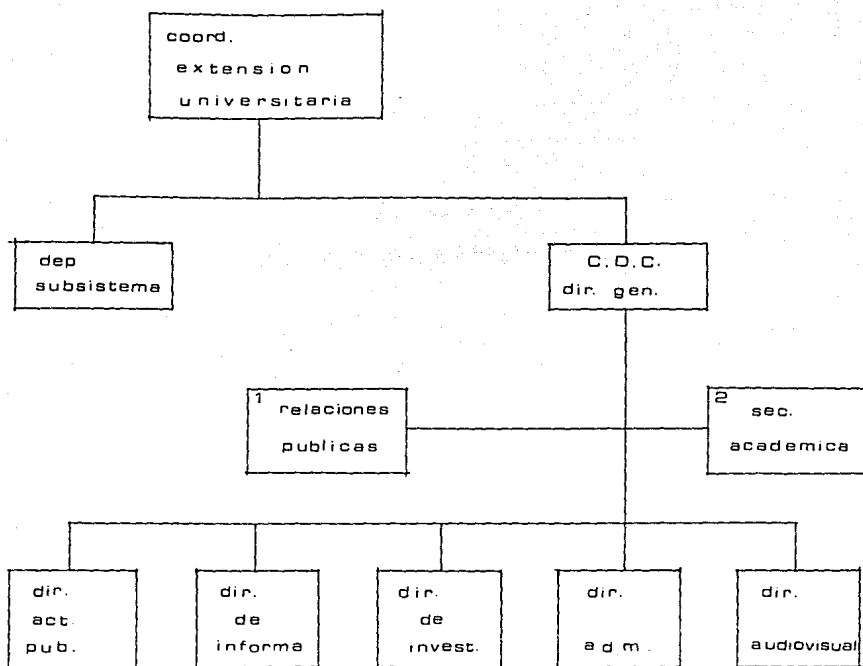 coord.
extension
universitaria
dep
subsistema
C.D.C.
dir. gen.
1
relaciones
publicas
2
sec.
academica
dir.
act.
pub.
dir.
de
informa
dir.
de
invest.
dir.
adm.
dir.
audiovisual